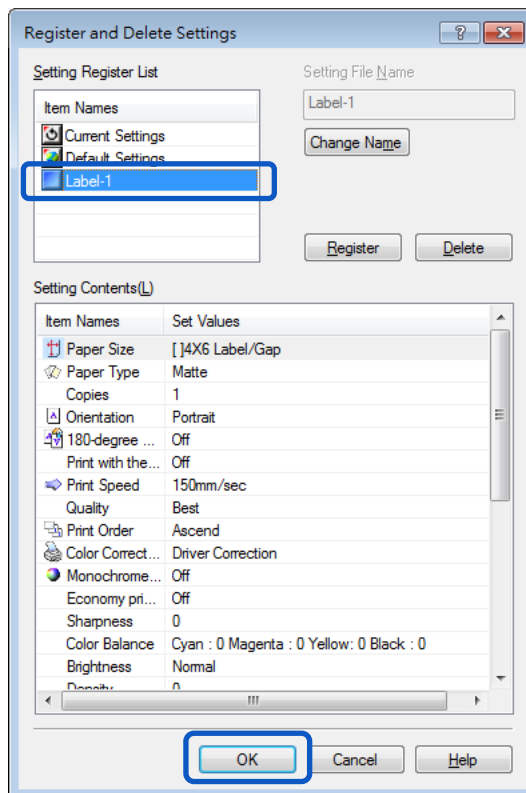 Register and Delete Settings
Setting Register List
Setting File Name
Item Names
Label-1
Current Settings
Change Name
Default Settings
Label-1
Register Delete
Setting Contents(L)
Item Names Set Values
Paper Size [ ]4X6 Label/Gap
Paper Type Matte
Copies 1
Orientation Portrait
180-degree ... Off
Print with the... Off
Print Speed 150mm/sec
Quality Best
Print Order Ascend
Color Correct... Driver Correction
Monochrome... Off
Economy pri... Off
Sharpness 0
Color Balance Cyan : 0 Magenta : 0 Yellow: 0 Black : 0
Brightness Normal
Density 0
OK Cancel Help